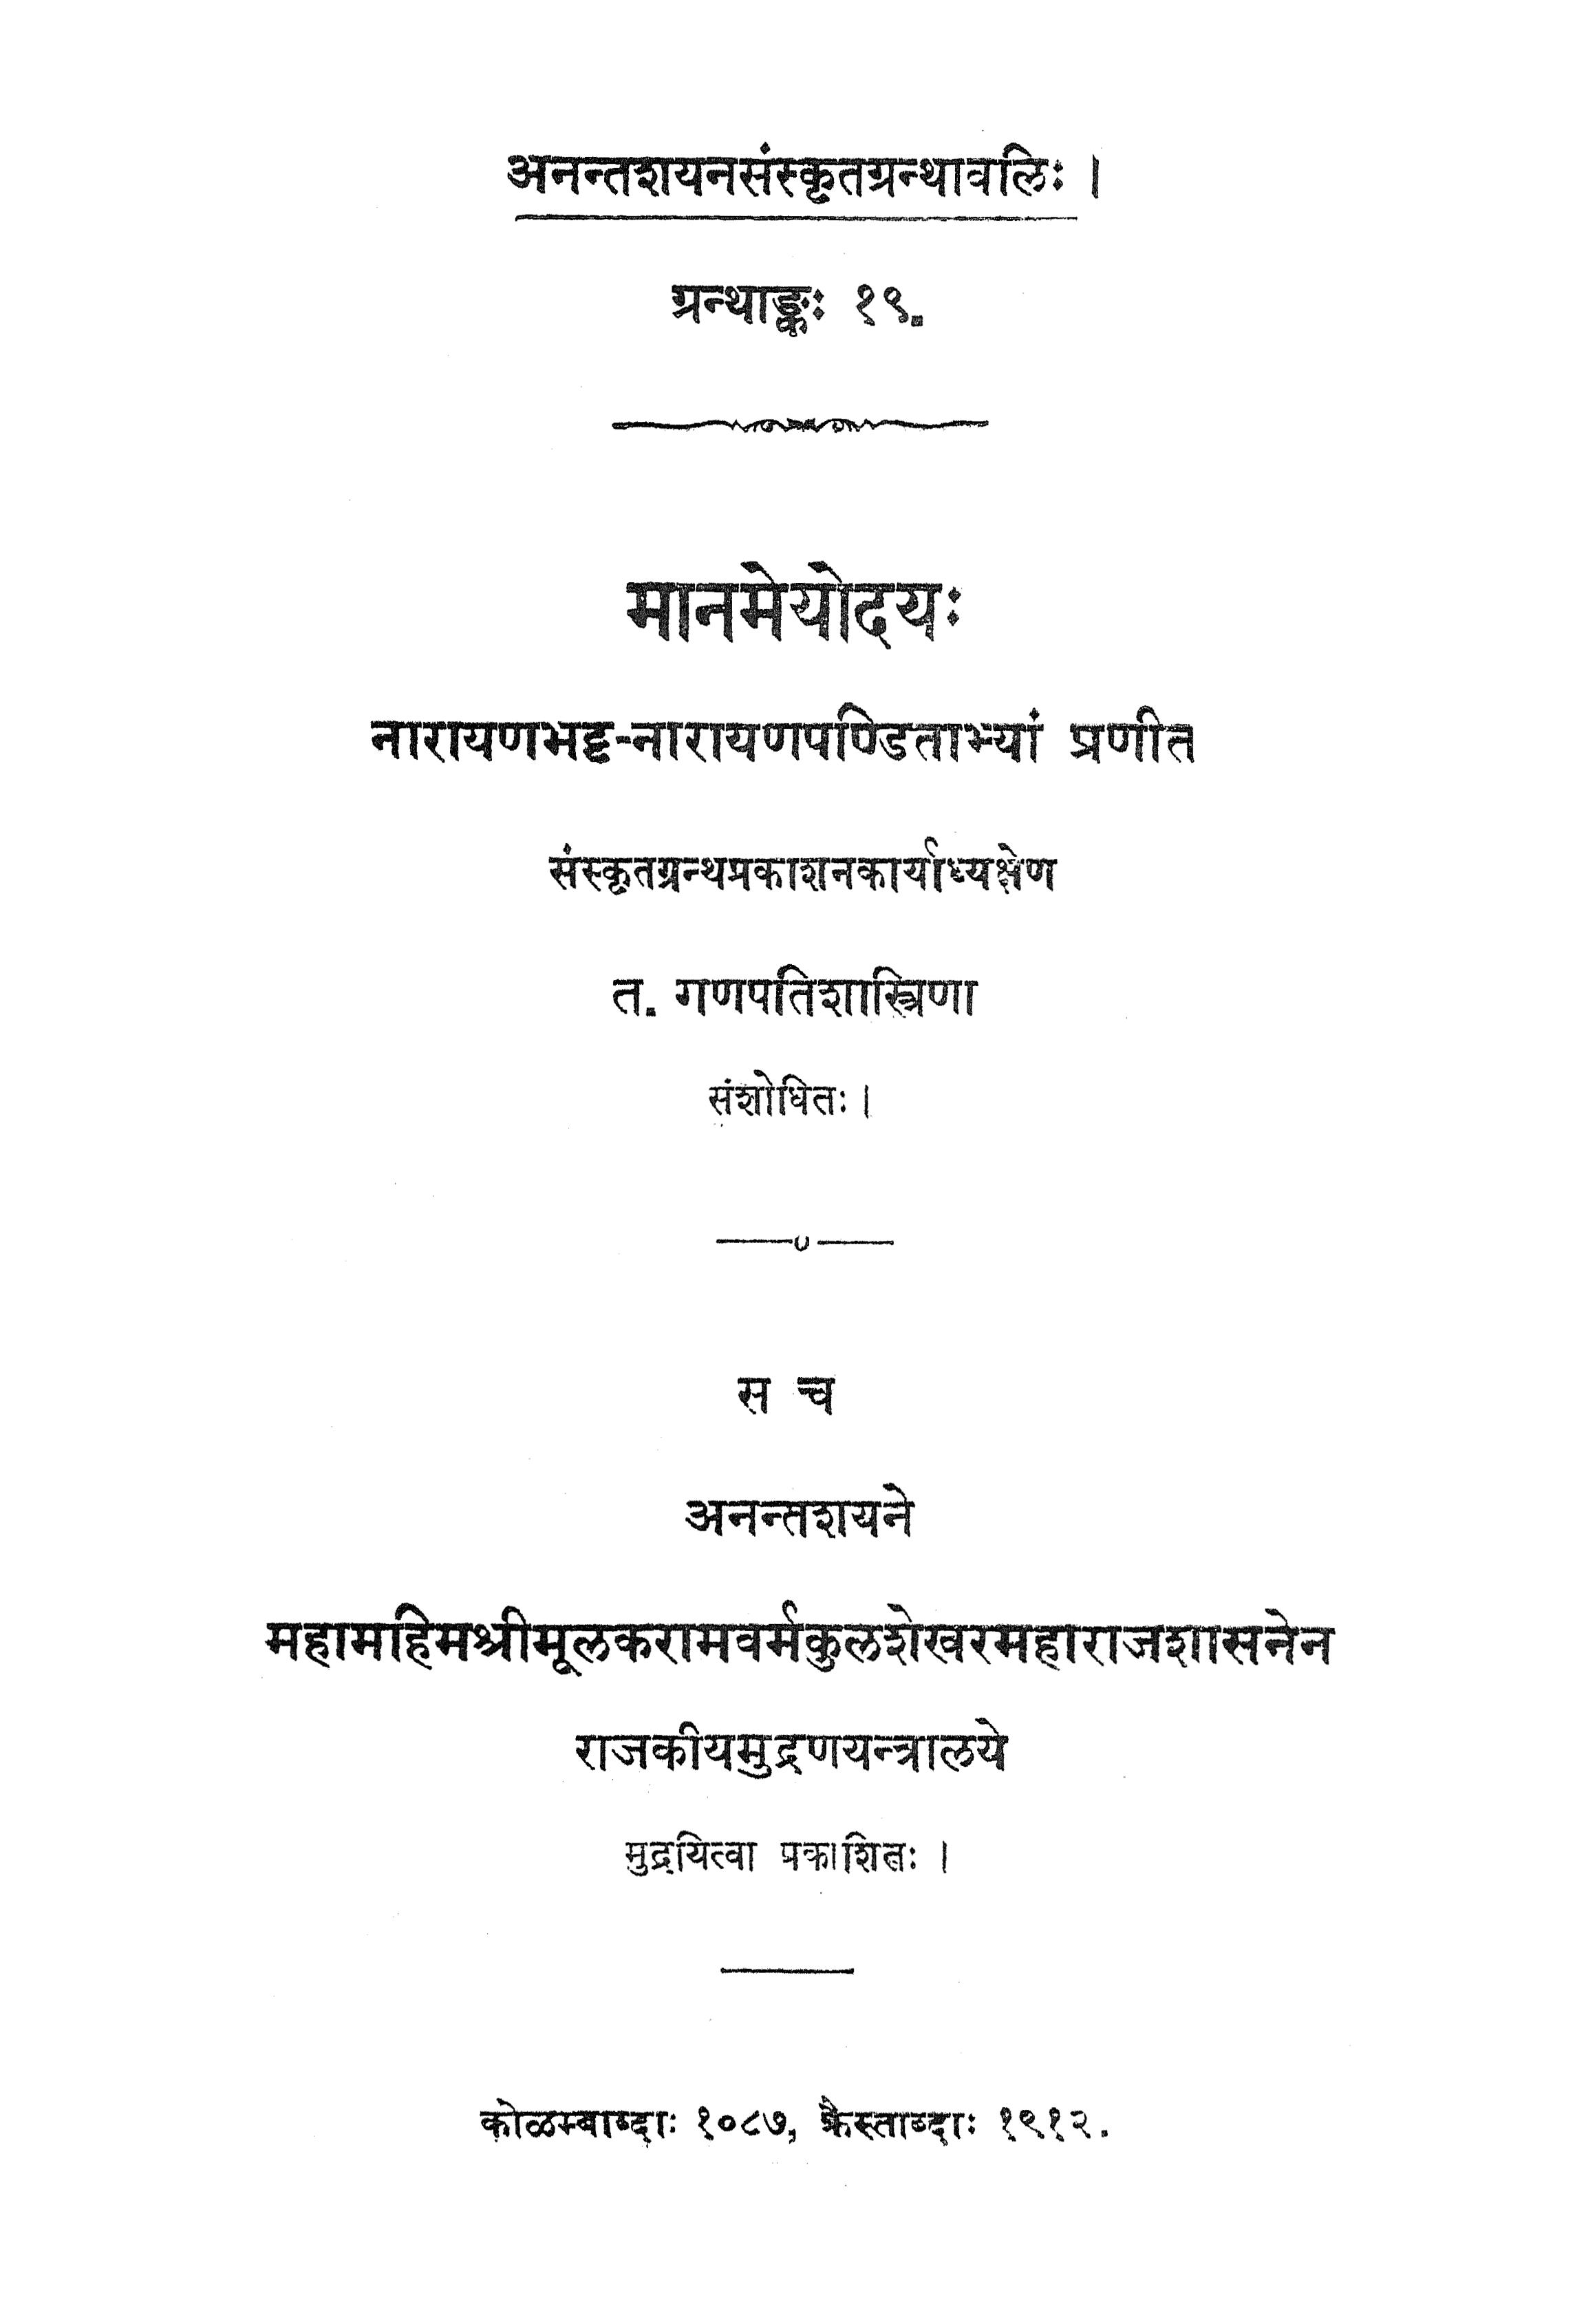 अनन्तशयनसंस्कृतग्रन्थावलिः ।
ग्रन्थाङ्कः १९.
मानमेयोदयः
नारायणभट्ट-नारायणपण्डिताभ्यां प्रणीत
संस्कृतग्रन्थप्रकाशनकार्याध्यक्षेण
त. गणपतिशास्त्रिणा
संशोधितः ।
स च
अनन्तशयने
महामहिमश्रीमूलकरामवर्मकुलशेखरमहाराजशासनेन
राजकीयमुद्रणयन्त्रालये
मुद्रयित्वा प्रकाशितः ।
कोळम्बाब्दाः १०८७, क्रैस्ताब्दाः १९१२.